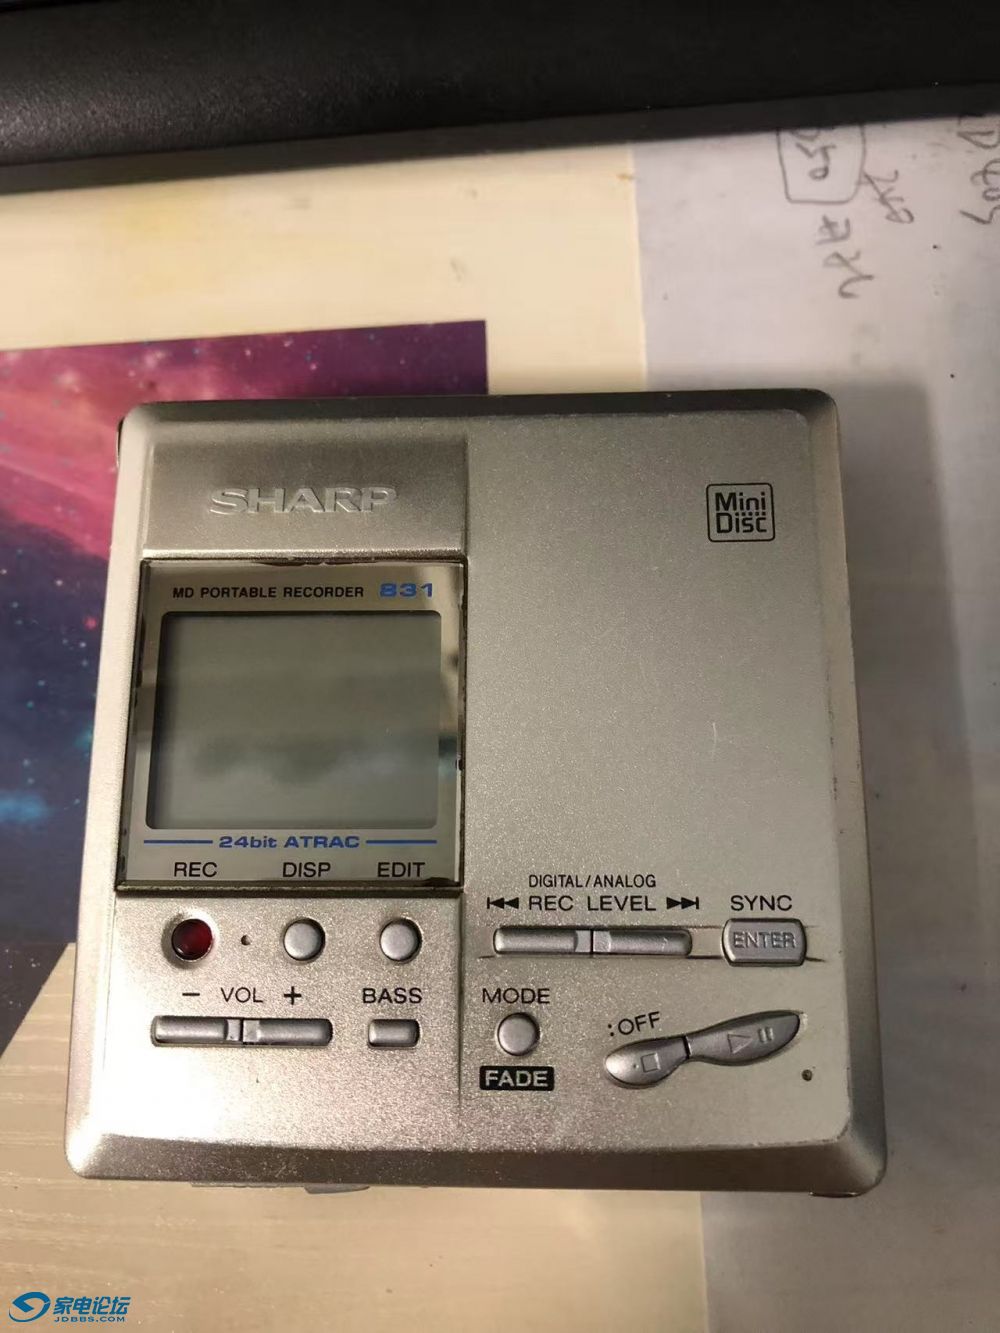 SHARP
Mini
Disc
MD PORTABLE RECORDER 831
24bit ATRAC
REC DISP EDIT
DIGITAL/ANALOG
REC LEVEL SYNC
ENTER
− VOL + BASS
MODE
:OFF
FADE
家电论坛
JDBBS.COM